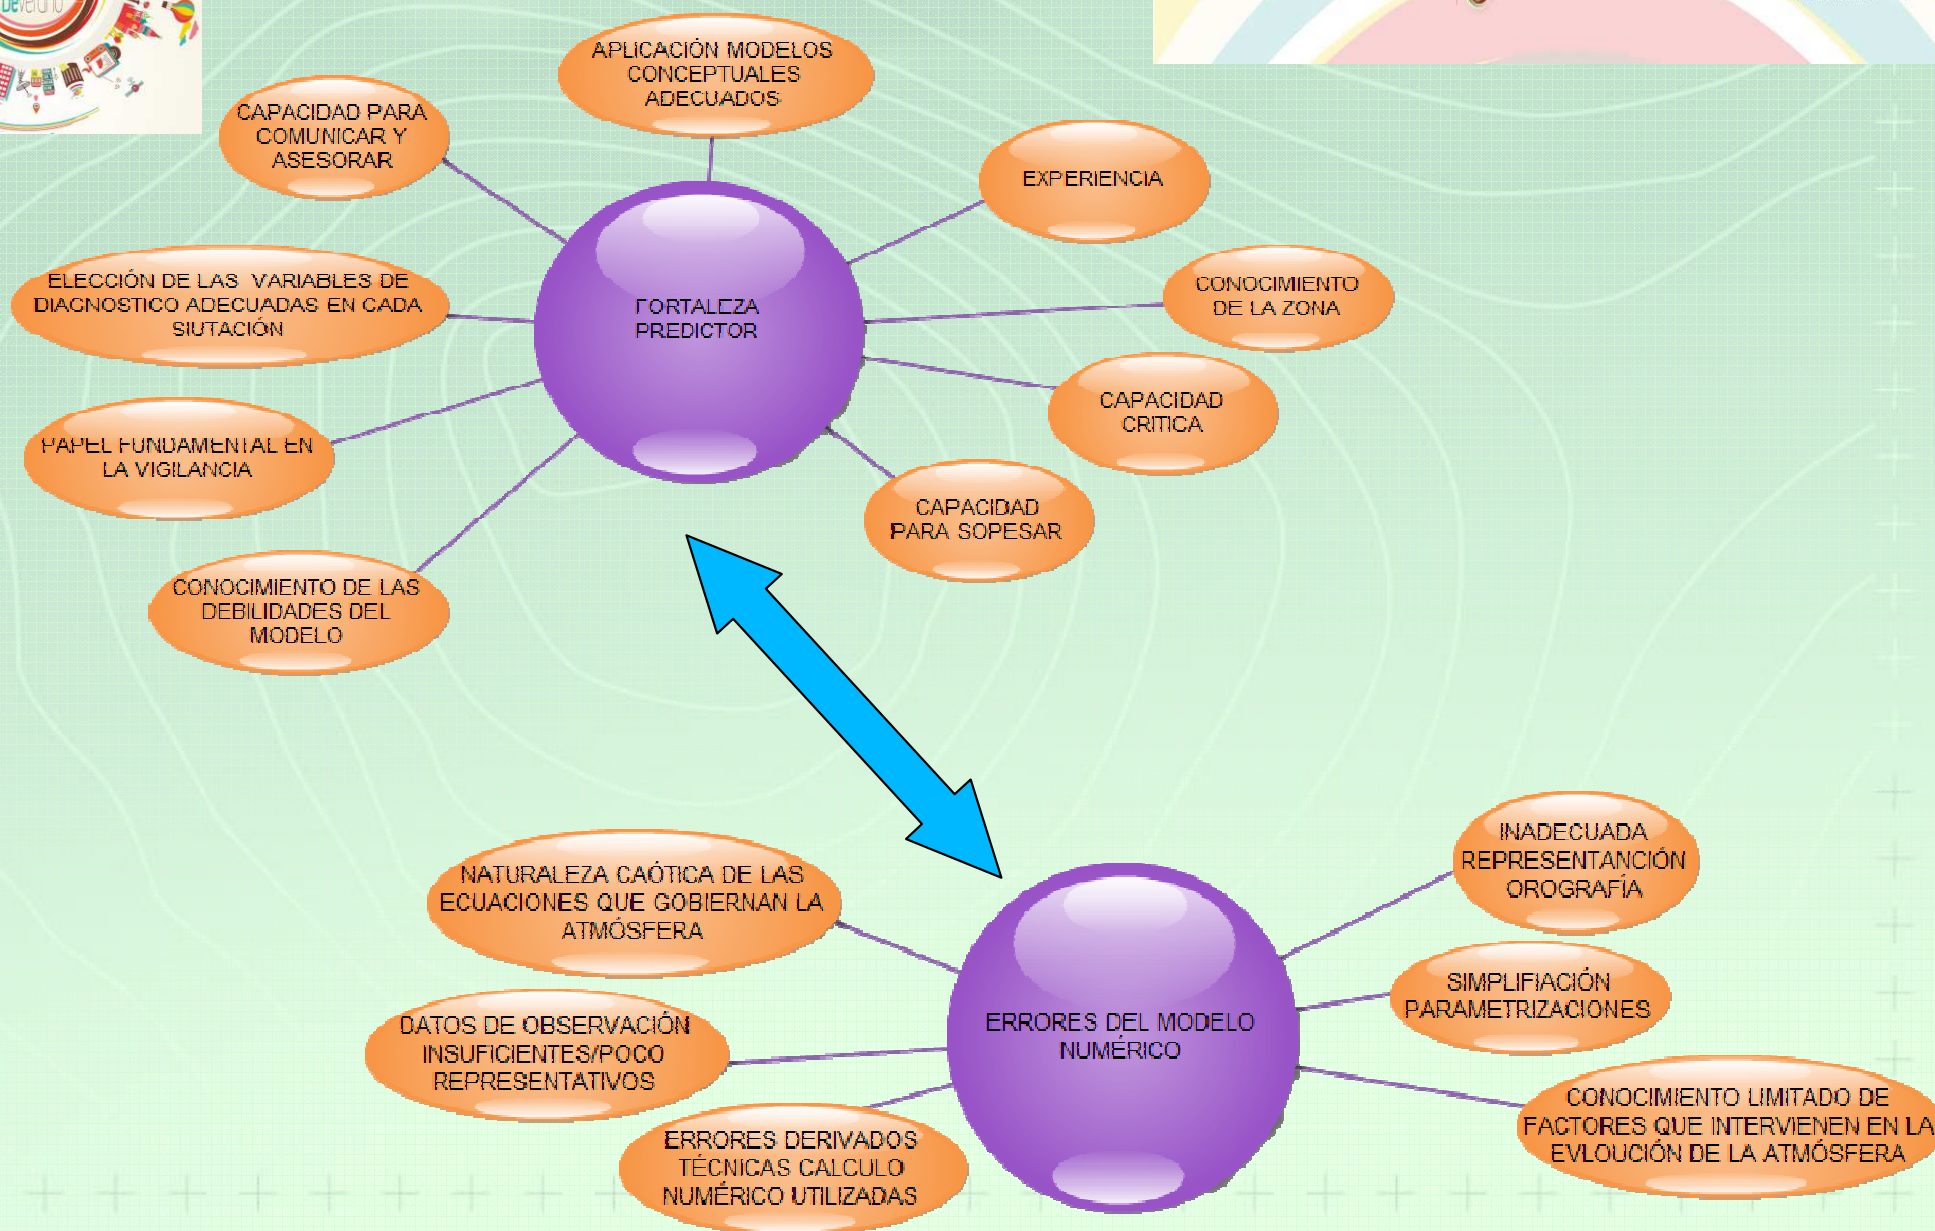 Deverano
APLICACIÓN MODELOS
CONCEPTUALES
ADECUADOS
CAPACIDAD PARA
COMUNICAR Y
ASESORAR
EXPERIENCIA
ELECCIÓN DE LAS VARIABLES DE
DIAGNOSTICO ADECUADAS EN CADA
SIUTACIÓN
FORTALEZA
PREDICTOR
CONOCIMIENTO
DE LA ZONA
CAPACIDAD
CRITICA
PAPEL FUNDAMENTAL EN
LA VIGILANCIA
CAPACIDAD
PARA SOPESAR
CONOCIMIENTO DE LAS
DEBILIDADES DEL
MODELO
NATURALEZA CAÓTICA DE LAS
ECUACIONES QUE GOBIERNAN LA
ATMÓSFERA
INADECUADA
REPRESENTANCIÓN
OROGRAFÍA
SIMPLIFIACIÓN
PARAMETRIZACIONES
DATOS DE OBSERVACIÓN
INSUFICIENTES/POCO
REPRESENTATIVOS
ERRORES DEL MODELO
NUMÉRICO
CONOCIMIENTO LIMITADO DE
FACTORES QUE INTERVIENEN EN LA
EVLOUCIÓN DE LA ATMÓSFERA
ERRORES DERIVADOS
TÉCNICAS CALCULO
NUMÉRICO UTILIZADAS